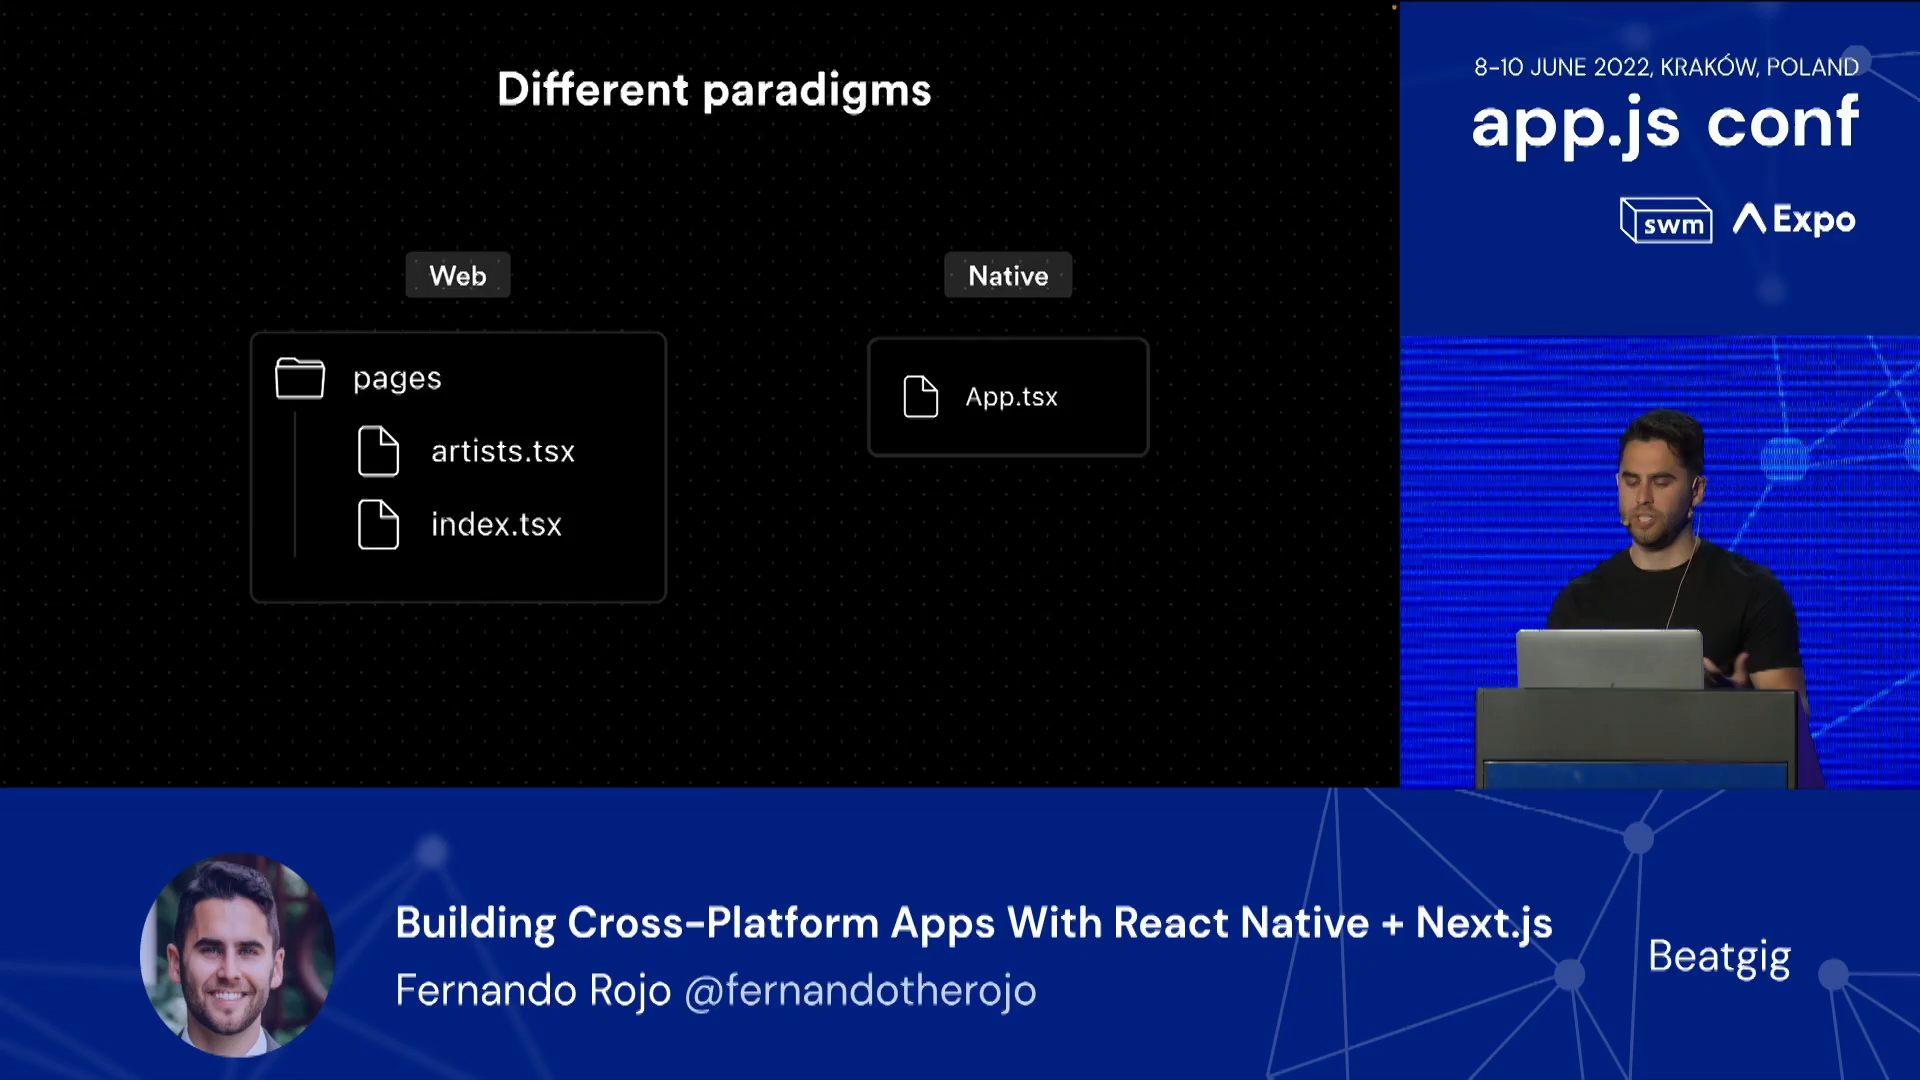 Different paradigms
Web
pages
artists.tsx
index.tsx
Native
App.tsx
8-10 JUNE 2022, KRAKÓW, POLAND
app.js conf
swm Expo
Building Cross-Platform Apps With React Native + Next.js
Fernando Rojo @fernandotherojo
Beatgig